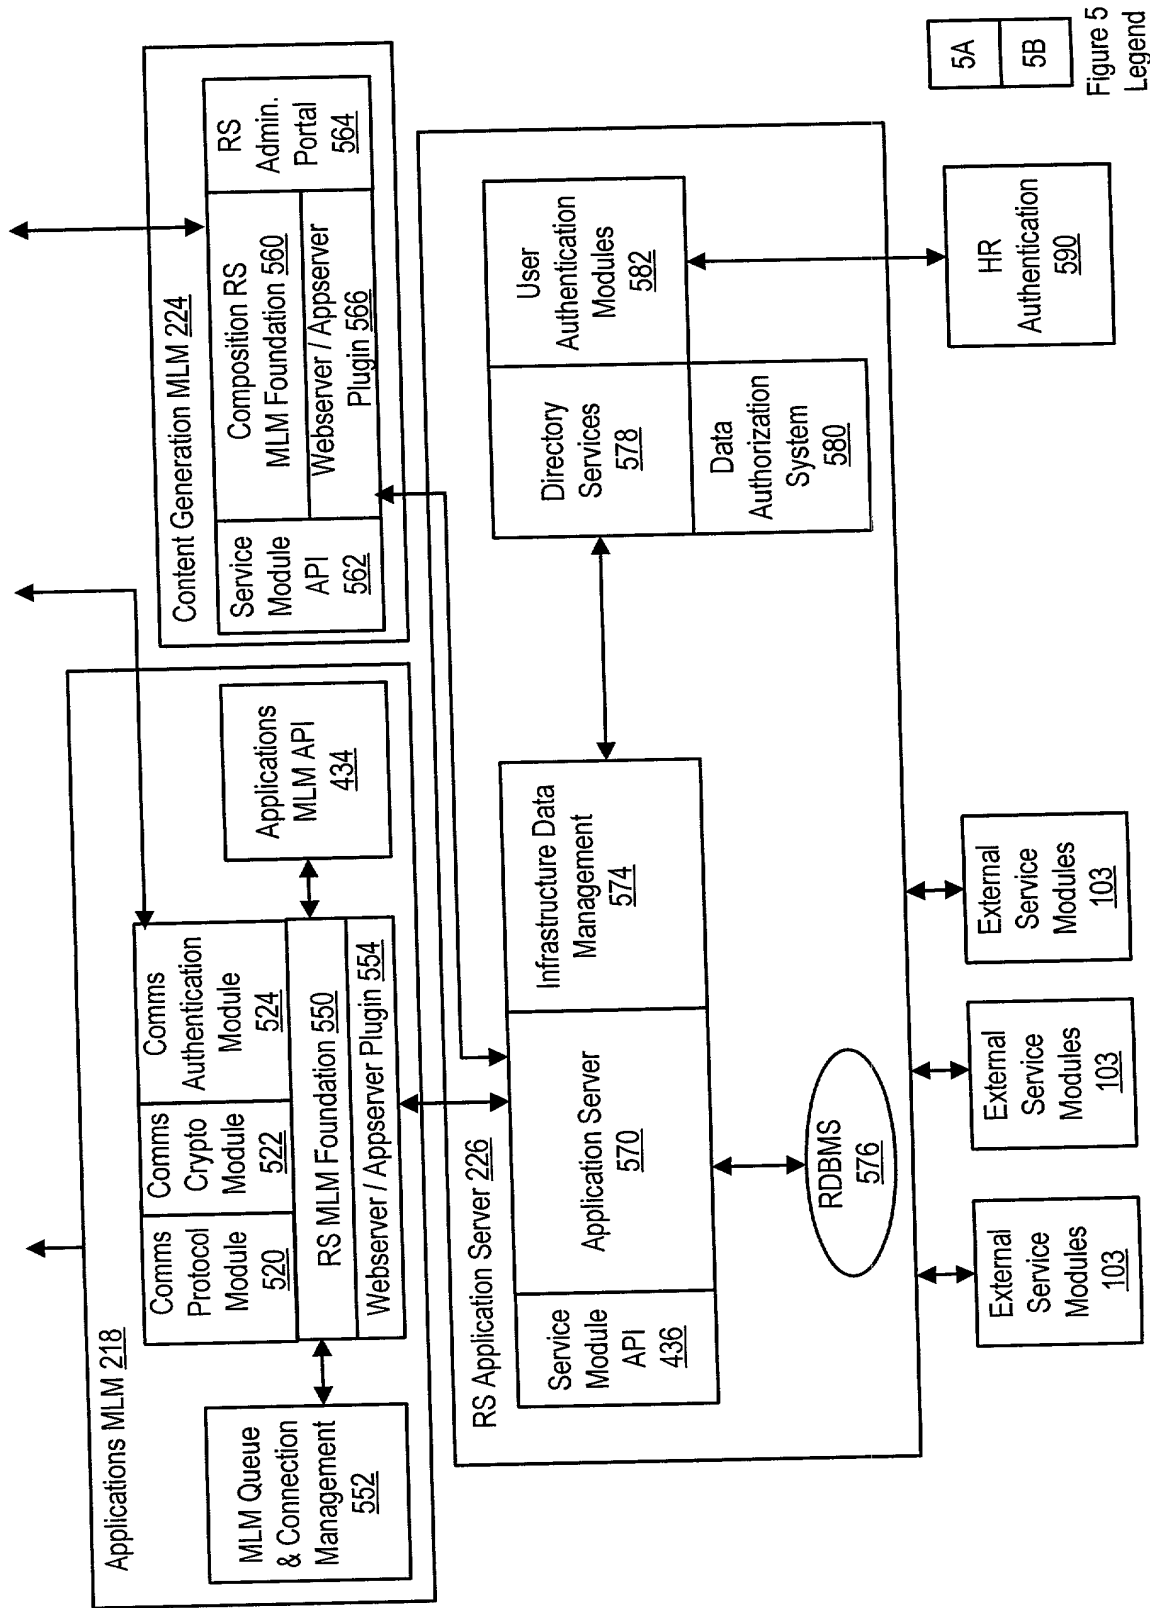 Applications MLM 218
MLM Queue
& Connection
Management
552
Comms
Protocol
Module
520
Comms
Crypto
Module
522
Comms
Authentication
Module
524
RS MLM Foundation 550
Webserver / Appserver Plugin 554
Applications
MLM API
434
Content Generation MLM 224
Service
Module
API
562
Composition RS
MLM Foundation 560
Webserver / Appserver
Plugin 566
RS
Admin.
Portal
564
RS Application Server 226
Service
Module
API
436
Application Server
570
Infrastructure Data
Management
574
RDBMS
576
Directory
Services
578
User
Authentication
Modules
582
Data
Authorization
System
580
External
Service
Modules
103
External
Service
Modules
103
External
Service
Modules
103
HR
Authentication
590
5A
5B
Figure 5
Legend